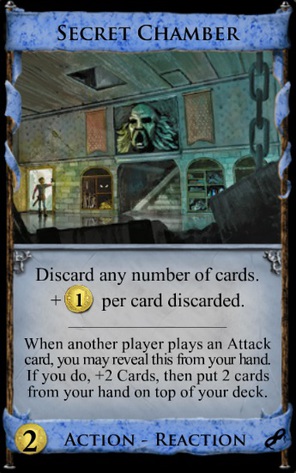 SECRET CHAMBER
Discard any number of cards.
+ 1 per card discarded.
When another player plays an Attack
card, you may reveal this from your hand.
If you do, +2 Cards, then put 2 cards
from your hand on top of your deck.
2 ACTION - REACTION